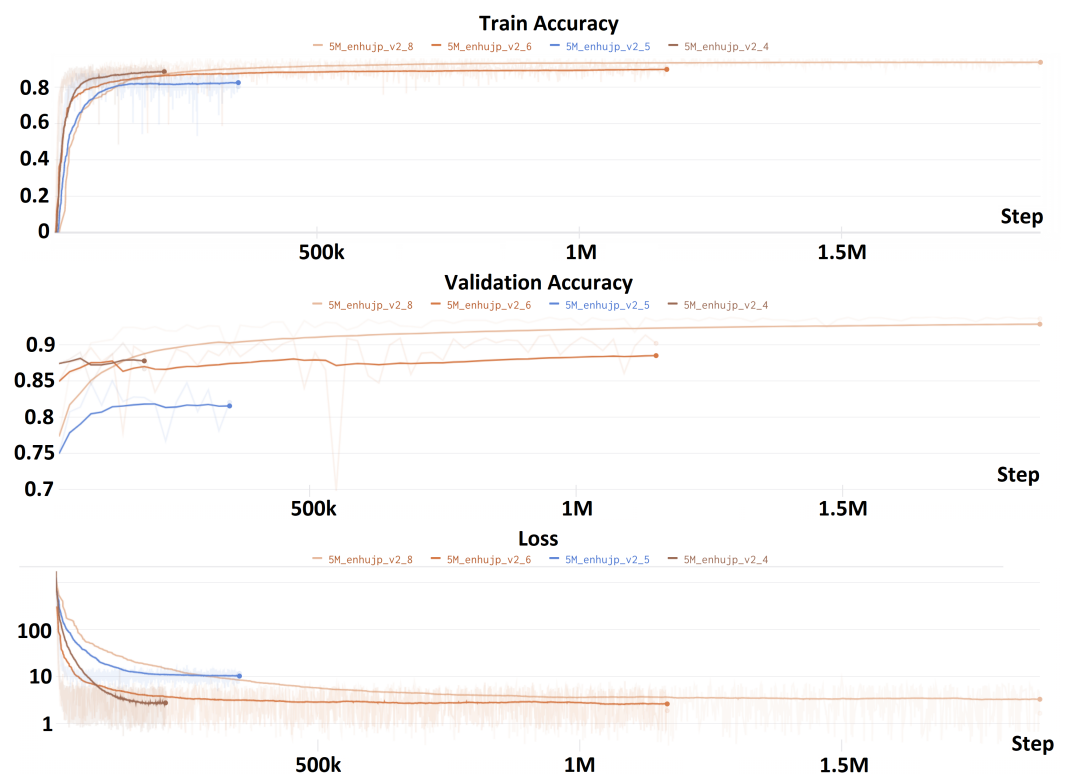 Train Accuracy
5M_enhujp_v2_8 5M_enhujp_v2_6 5M_enhujp_v2_5 5M_enhujp_v2_4
0.8
0.6
0.4
0.2
0
Step
500k 1M 1.5M
Validation Accuracy
5M_enhujp_v2_8 5M_enhujp_v2_6 5M_enhujp_v2_5 5M_enhujp_v2_4
0.9
0.85
0.8
0.75
0.7
Step
500k 1M 1.5M
Loss
5M_enhujp_v2_8 5M_enhujp_v2_6 5M_enhujp_v2_5 5M_enhujp_v2_4
100
10
1
Step
500k 1M 1.5M